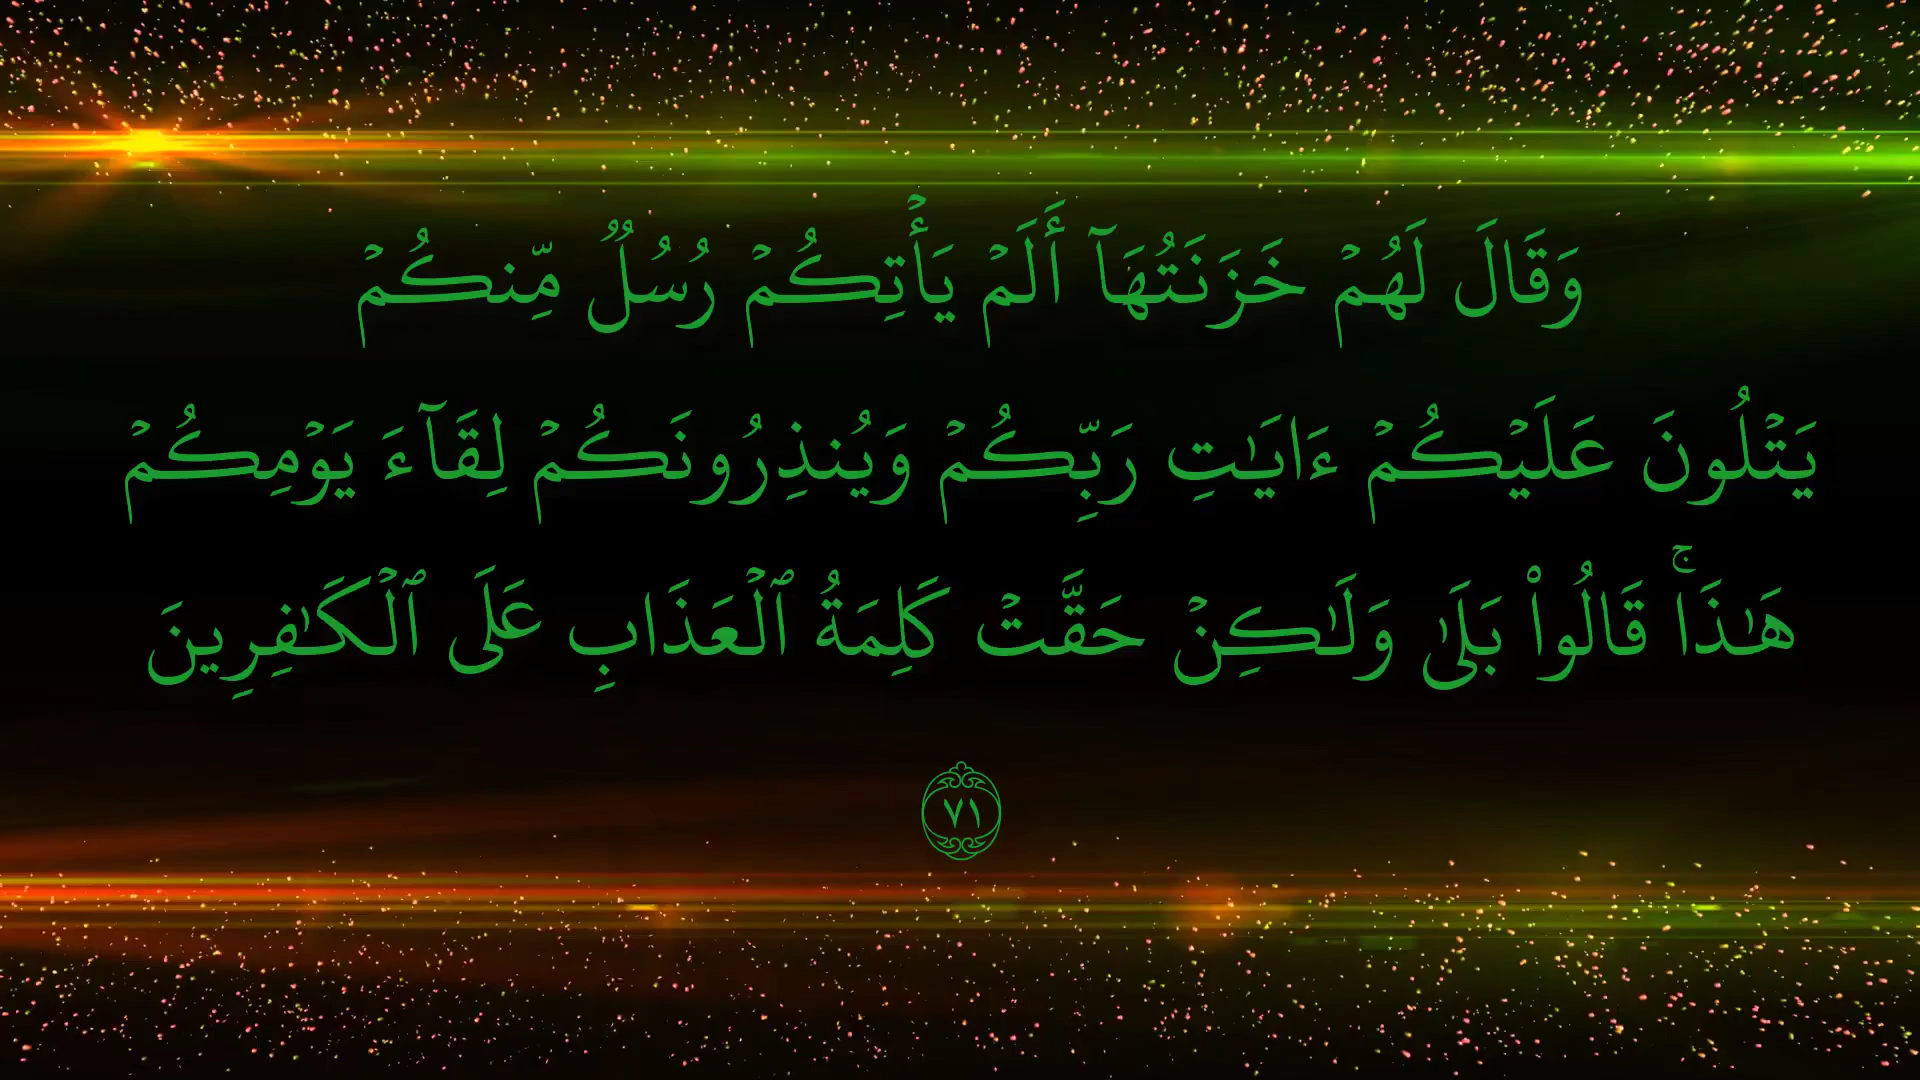 وَقَالَ لَهُمۡ خَزَنَتُهَآ أَلَمۡ يَأۡتِكُمۡ رُسُلٞ مِّنكُمۡ
يَتۡلُونَ عَلَيۡكُمۡ ءَايَٰتِ رَبِّكُمۡ وَيُنذِرُونَكُمۡ لِقَآءَ يَوۡمِكُمۡ
هَٰذَاۚ قَالُواْ بَلَىٰ وَلَٰكِنۡ حَقَّتۡ كَلِمَةُ ٱلۡعَذَابِ عَلَى ٱلۡكَٰفِرِينَ
٧١